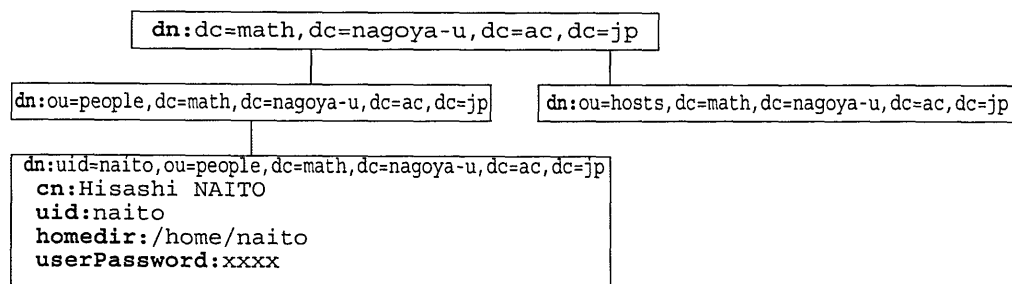 dn:dc=math,dc=nagoya-u,dc=ac,dc=jp
dn:ou=people,dc=math,dc=nagoya-u,dc=ac,dc=jp
dn:ou=hosts,dc=math,dc=nagoya-u,dc=ac,dc=jp
dn:uid=naito,ou=people,dc=math,dc=nagoya-u,dc=ac,dc=jp
cn:Hisashi NAITO
uid:naito
homedir:/home/naito
userPassword:xxxx